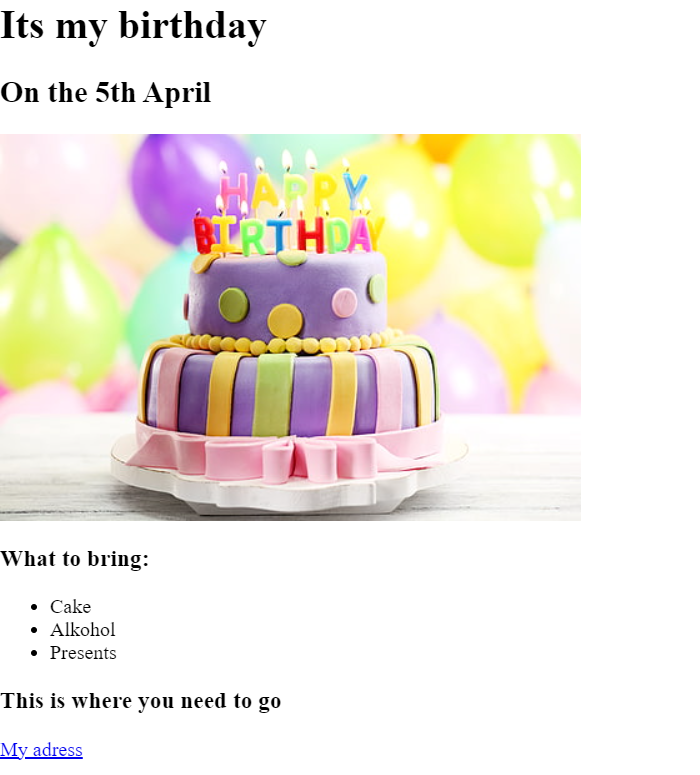 Its my birthday
On the 5th April
HAPPY
BIRTHDAY
What to bring:
Cake
Alkohol
Presents
This is where you need to go
My adress